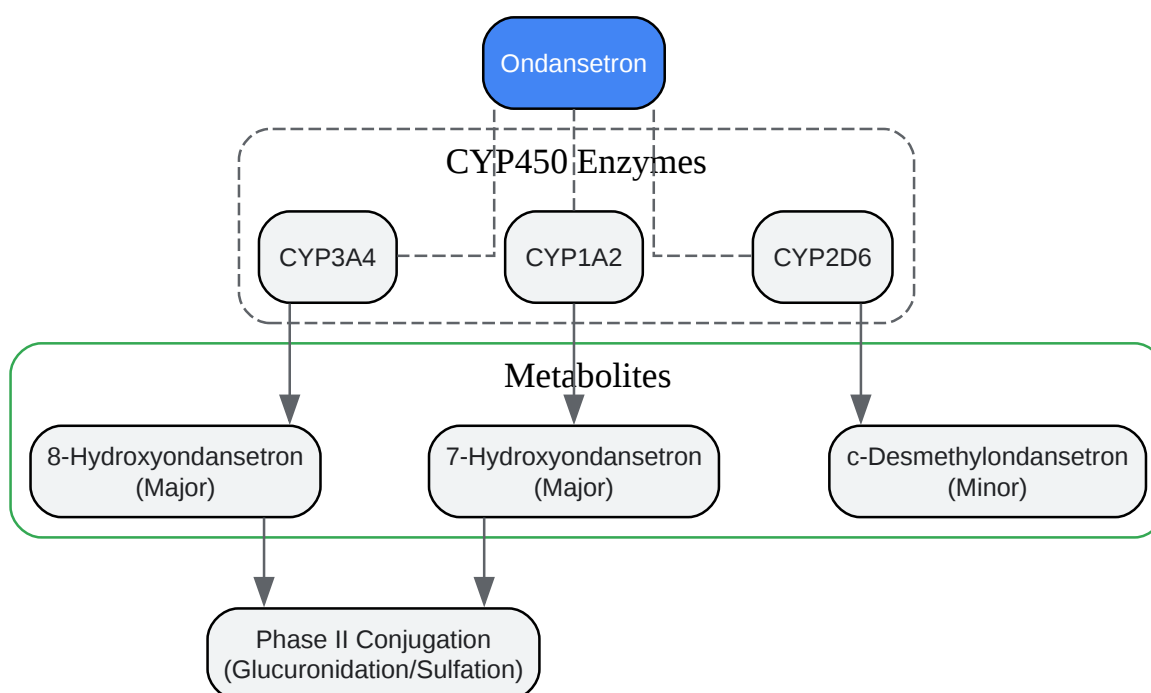 Ondansetron
CYP450 Enzymes
CYP3A4
CYP1A2
CYP2D6
Metabolites
8-Hydroxyondansetron
(Major)
7-Hydroxyondansetron
(Major)
c-Desmethylondansetron
(Minor)
Phase II Conjugation
(Glucuronidation/Sulfation)